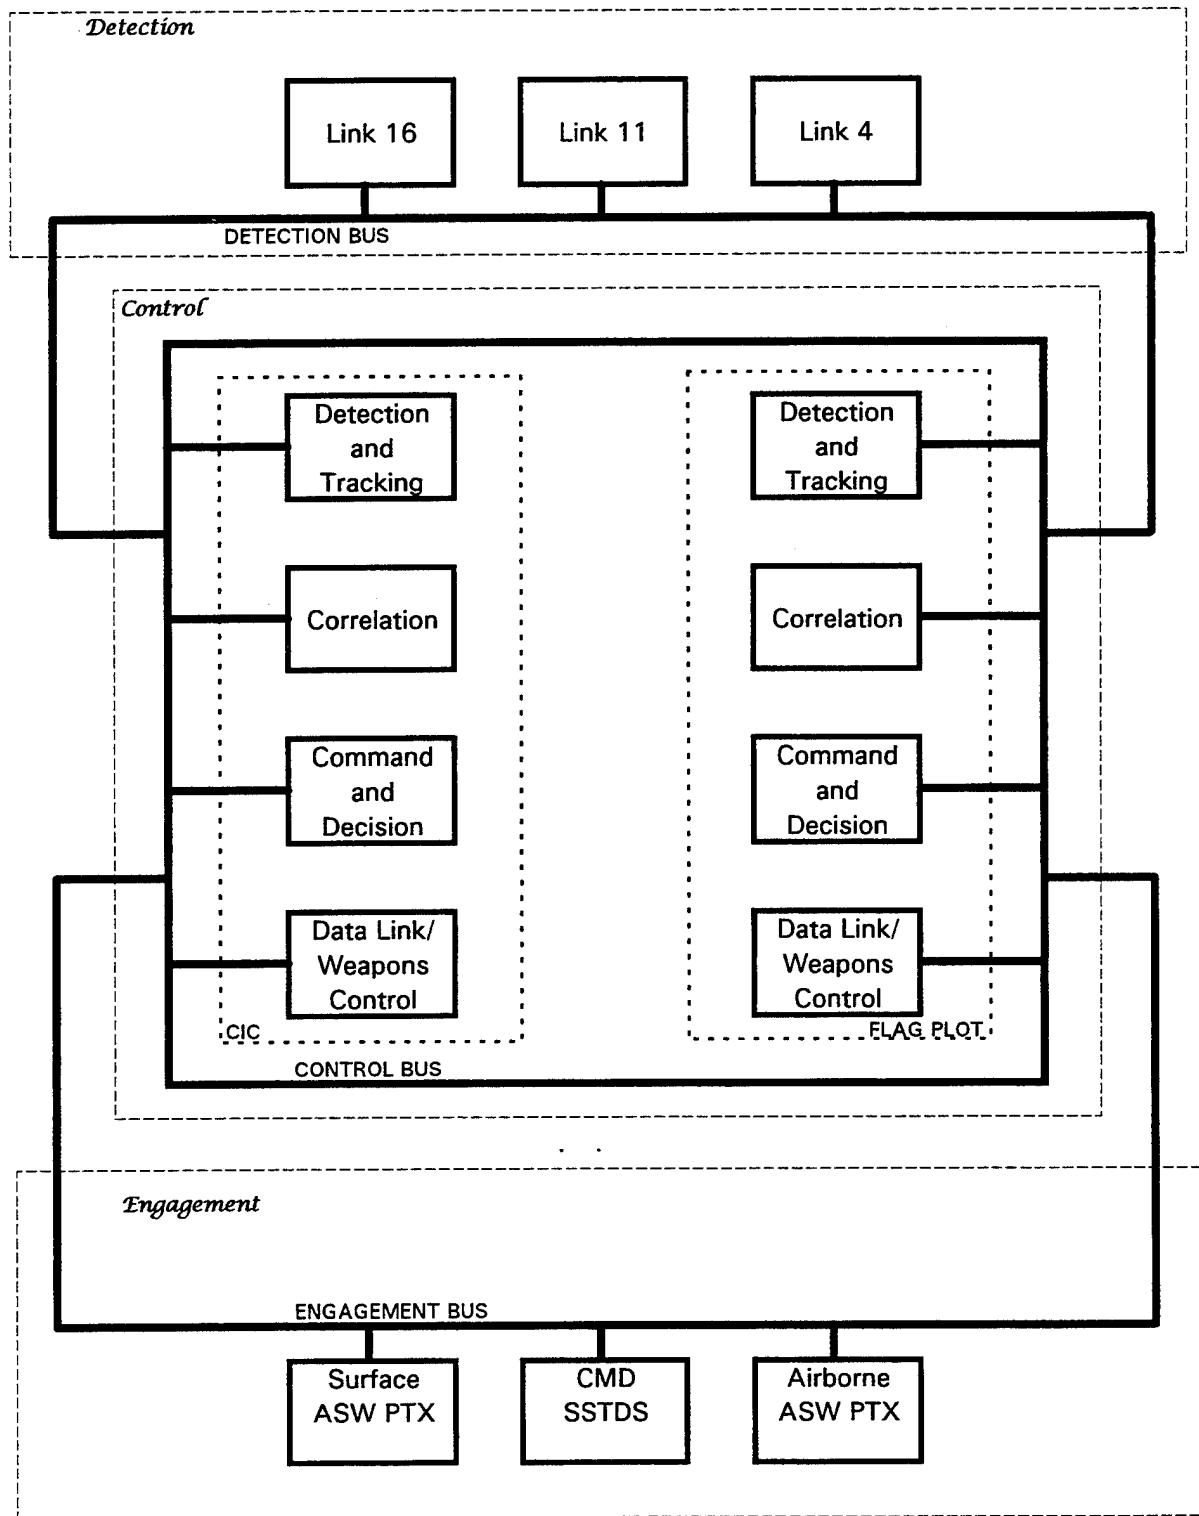 Detection
Link 16
Link 11
Link 4
DETECTION BUS
Control
Detection
and
Tracking
Detection
and
Tracking
Correlation
Correlation
Command
and
Decision
Command
and
Decision
Data Link/
Weapons
Control
Data Link/
Weapons
Control
CIC
FLAG PLOT
CONTROL BUS
Engagement
ENGAGEMENT BUS
Surface
ASW PTX
CMD
SSTDS
Airborne
ASW PTX